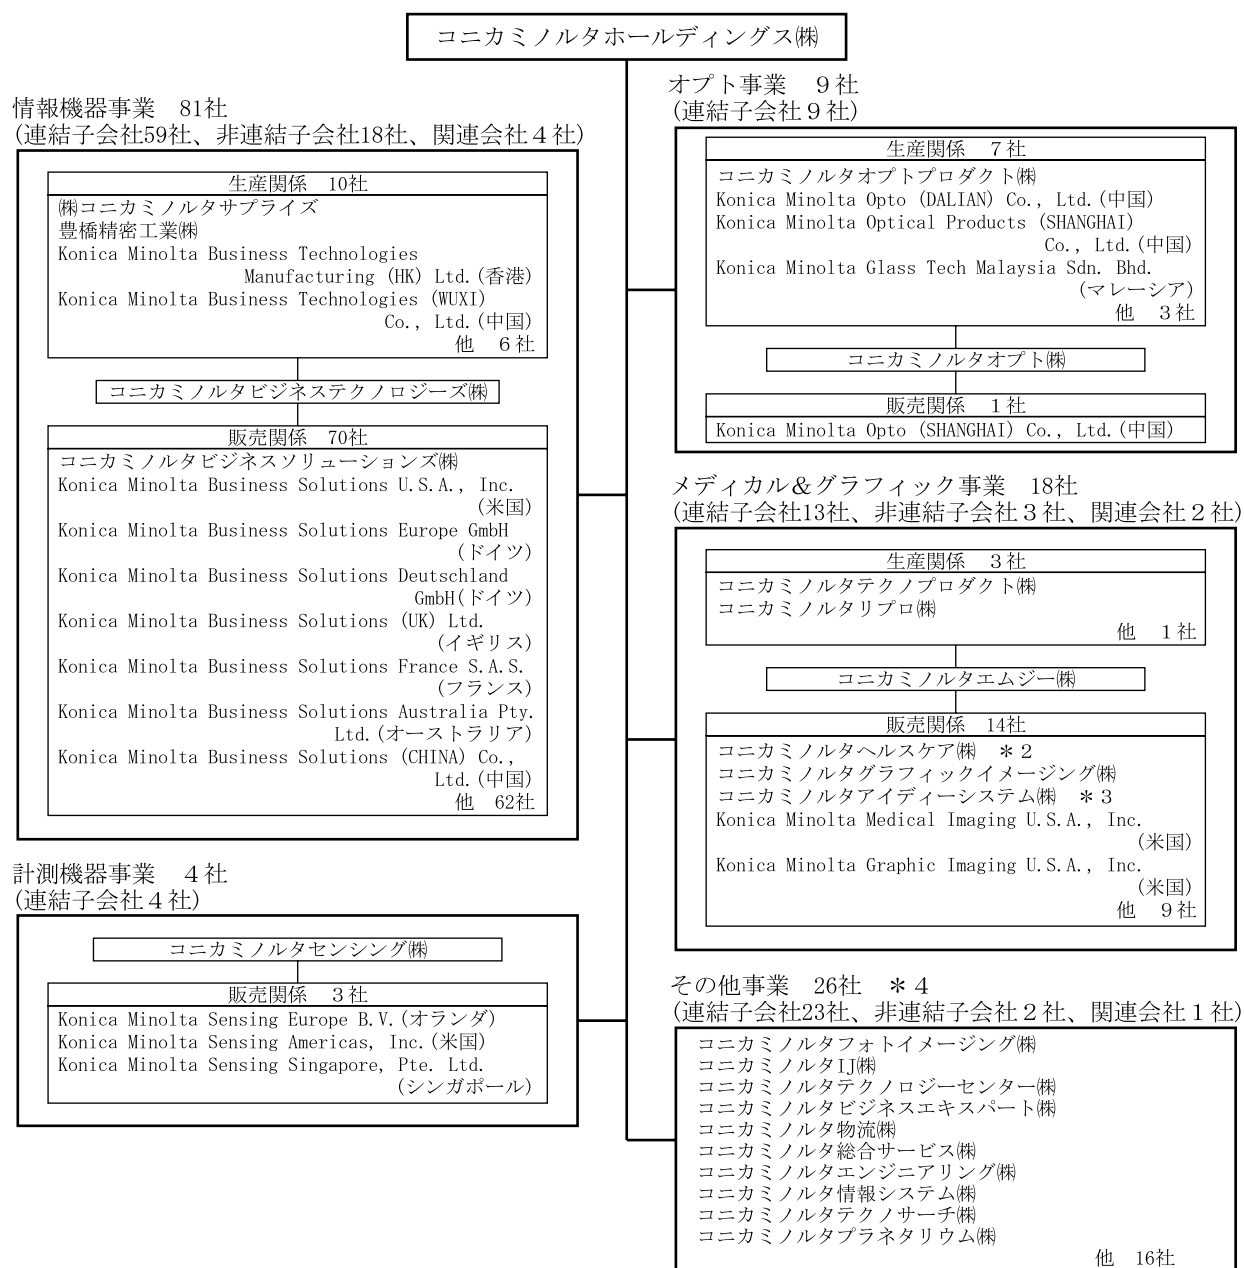 コニカミノルタホールディングス㈱
情報機器事業　81社
(連結子会社59社、非連結子会社18社、関連会社４社)
生産関係　10社
㈱コニカミノルタサプライズ
豊橋精密工業㈱
Konica Minolta Business Technologies
Manufacturing (HK) Ltd.(香港)
Konica Minolta Business Technologies (WUXI)
Co., Ltd.(中国)
他　６社
コニカミノルタビジネステクノロジーズ㈱
販売関係　70社
コニカミノルタビジネスソリューションズ㈱
Konica Minolta Business Solutions U.S.A., Inc.
(米国)
Konica Minolta Business Solutions Europe GmbH
(ドイツ)
Konica Minolta Business Solutions Deutschland
GmbH(ドイツ)
Konica Minolta Business Solutions (UK) Ltd.
(イギリス)
Konica Minolta Business Solutions France S.A.S.
(フランス)
Konica Minolta Business Solutions Australia Pty.
Ltd.(オーストラリア)
Konica Minolta Business Solutions (CHINA) Co.,
Ltd.(中国)
他　62社
計測機器事業　４社
(連結子会社４社)
コニカミノルタセンシング㈱
販売関係　３社
Konica Minolta Sensing Europe B.V.(オランダ)
Konica Minolta Sensing Americas, Inc.(米国)
Konica Minolta Sensing Singapore, Pte. Ltd.
(シンガポール)
オプト事業　９社
(連結子会社９社)
生産関係　７社
コニカミノルタオプトプロダクト㈱
Konica Minolta Opto (DALIAN) Co., Ltd.(中国)
Konica Minolta Optical Products (SHANGHAI)
Co., Ltd.(中国)
Konica Minolta Glass Tech Malaysia Sdn. Bhd.
(マレーシア)
他　３社
コニカミノルタオプト㈱
販売関係　１社
Konica Minolta Opto (SHANGHAI) Co., Ltd.(中国)
メディカル＆グラフィック事業　18社
(連結子会社13社、非連結子会社３社、関連会社２社)
生産関係　３社
コニカミノルタテクノプロダクト㈱
コニカミノルタリプロ㈱
他　１社
コニカミノルタエムジー㈱
販売関係　14社
コニカミノルタヘルスケア㈱　＊２
コニカミノルタグラフィックイメージング㈱
コニカミノルタアイディーシステム㈱　＊３
Konica Minolta Medical Imaging U.S.A., Inc.
(米国)
Konica Minolta Graphic Imaging U.S.A., Inc.
(米国)
他　９社
その他事業　26社　＊４
(連結子会社23社、非連結子会社２社、関連会社１社)
コニカミノルタフォトイメージング㈱
コニカミノルタIJ㈱
コニカミノルタテクノロジーセンター㈱
コニカミノルタビジネスエキスパート㈱
コニカミノルタ物流㈱
コニカミノルタ総合サービス㈱
コニカミノルタエンジニアリング㈱
コニカミノルタ情報システム㈱
コニカミノルタテクノサーチ㈱
コニカミノルタプラネタリウム㈱
他　16社